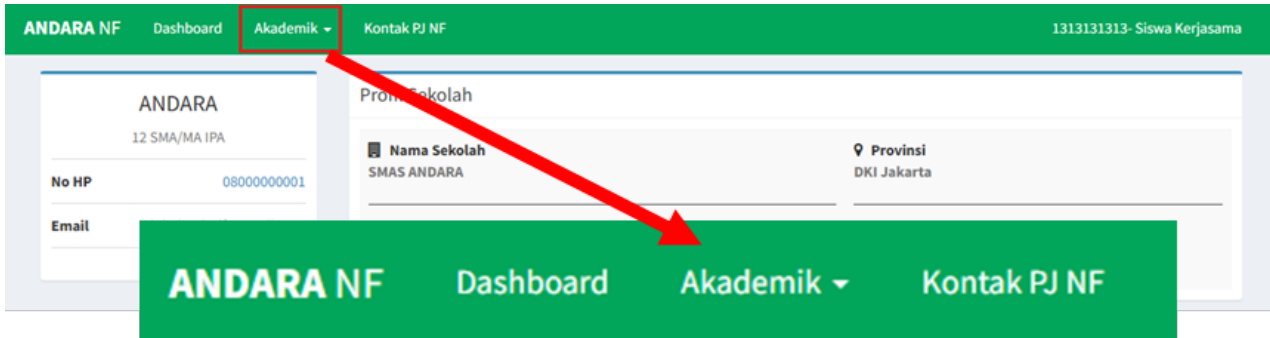 ANDARA NF Dashboard Akademik Kontak PJ NF 1313131313- Siswa Kerjasama
ANDARA
12 SMA/MA IPA
No HP 08000000001
Email
Sekolah
Nama Sekolah
SMAS ANDARA
Provinsi
DKI Jakarta
ANDARA NF Dashboard Akademik Kontak PJ NF